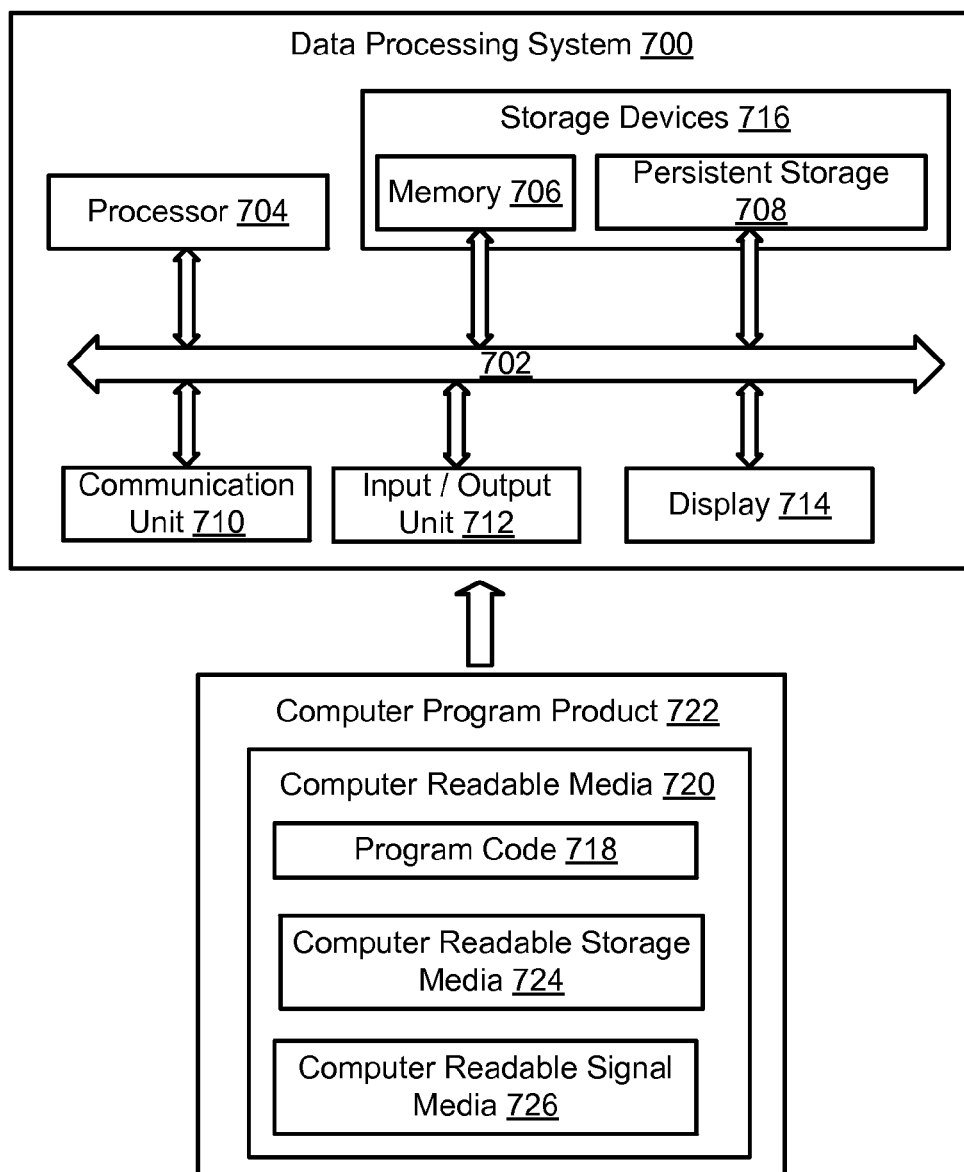 Data Processing System 700
Storage Devices 716
Processor 704
Memory 706
Persistent Storage
708
702
Communication
Unit 710
Input / Output
Unit 712
Display 714
Computer Program Product 722
Computer Readable Media 720
Program Code 718
Computer Readable Storage
Media 724
Computer Readable Signal
Media 726